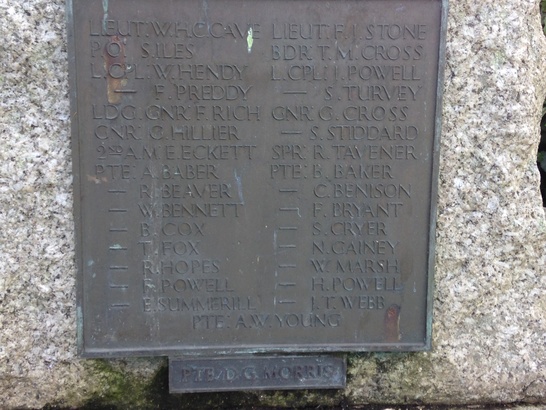 LIEUT. W.H.C. CAVE LIEUT. F.J. STONE
P.O. S. ILES BDR. T.M. CROSS
L. CPL: W. HENDY L. CPL: J. POWELL
— F. PREDDY — S. TURVEY
LDG. GNR. F. RICH GNR: G. CROSS
GNR: G. HILLIER — S. STIDDARD
2ND A.M. E. ECKETT SPR: R. TAVENER
PTE: A. BABER PTE: B. BAKER
— R. BEAVER — C. BENISON
— W. BENNETT — F. BRYANT
— B. COX — S. CRYER
— T. FOX — N. GAINEY
— R. HOPES — W. MARSH
— F. POWELL — H. POWELL
— E. SUMMERILL — J.T. WEBB
PTE: A.W. YOUNG
PTE: D.G. MORRIS